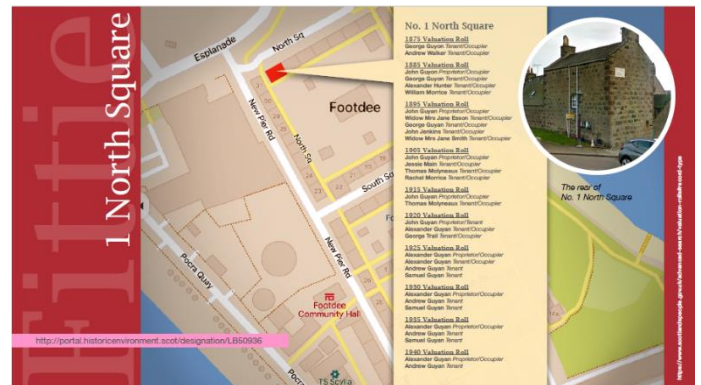 Fittie
1 North Square
Esplanade
North Sq
New Pier Rd
Footdee
North Sq
South Sq
New Pier Rd
Pocra Quay
Footdee
Community Hall
TS Scylla
http://portal.historicenvironment.scot/designation/LB50936
No. 1 North Square
1875 Valuation Roll
George Guyan Tenant/Occupier
Andrew Walker Tenant/Occupier
1885 Valuation Roll
John Guyan Proprietor/Occupier
George Guyan Tenant/Occupier
Alexander Hunter Tenant/Occupier
William Morrice Tenant/Occupier
1895 Valuation Roll
John Guyan Proprietor/Occupier
Widow Mrs Jane Eason Tenant/Occupier
George Guyan Tenant/Occupier
John Jenkins Tenant/Occupier
Widow Mrs Jane Smith Tenant/Occupier
1905 Valuation Roll
John Guyan Proprietor/Occupier
Jessie Main Tenant/Occupier
Thomas Molyneaux Tenant/Occupier
Rachel Morrice Tenant/Occupier
1915 Valuation Roll
John Guyan Proprietor/Occupier
Thomas Molyneux Tenant/Occupier
1920 Valuation Roll
John Guyan Proprietor/Tenant
Alexander Guyan Tenant/Occupier
George Trail Tenant/Occupier
1925 Valuation Roll
Alexander Guyan Proprietor/Occupier
Alexander Guyan Tenant/Occupier
Andrew Guyan Tenant
Samuel Guyan Tenant
1930 Valuation Roll
Alexander Guyan Proprietor/Occupier
Andrew Guyan Tenant
Samuel Guyan Tenant
1935 Valuation Roll
Alexander Guyan Proprietor/Occupier
Andrew Guyan Tenant
Samuel Guyan Tenant
1940 Valuation Roll
Alexander Guyan Proprietor/Occupier
Andrew Guyan Tenant
The rear of
No. 1 North Square